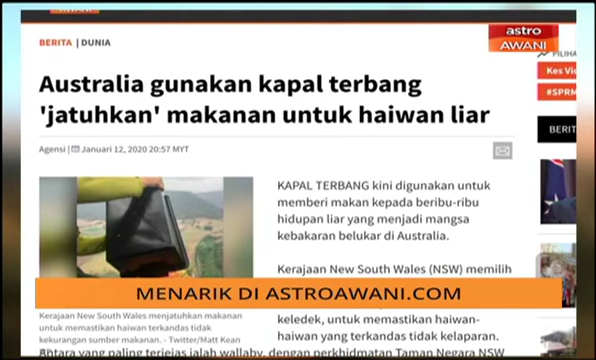 BERITA | DUNIA
astro
AWANI
PILIHA
Australia gunakan kapal terbang
'jatuhkan' makanan untuk haiwan liar
Kes Vi
#SPRM
Agensi | Januari 12, 2020 20:57 MYT
BERIT
KAPAL TERBANG kini digunakan untuk
memberi makan kepada beribu-ribu
hidupan liar yang menjadi mangsa
kebakaran belukar di Australia.
Kerajaan New South Wales (NSW) memilih
MENARIK DI ASTROAWANI.COM
Kerajaan New South Wales menjatuhkan makanan
untuk memastikan haiwan terkandas tidak
kekurangan sumber makanan. - Twitter/Matt Kean
keledek, untuk memastikan haiwan-
haiwan yang terkandas tidak kelaparan.
Antara yang paling terjejas ialah wallaby, dengan perkhidmatan Taman Negara NSW